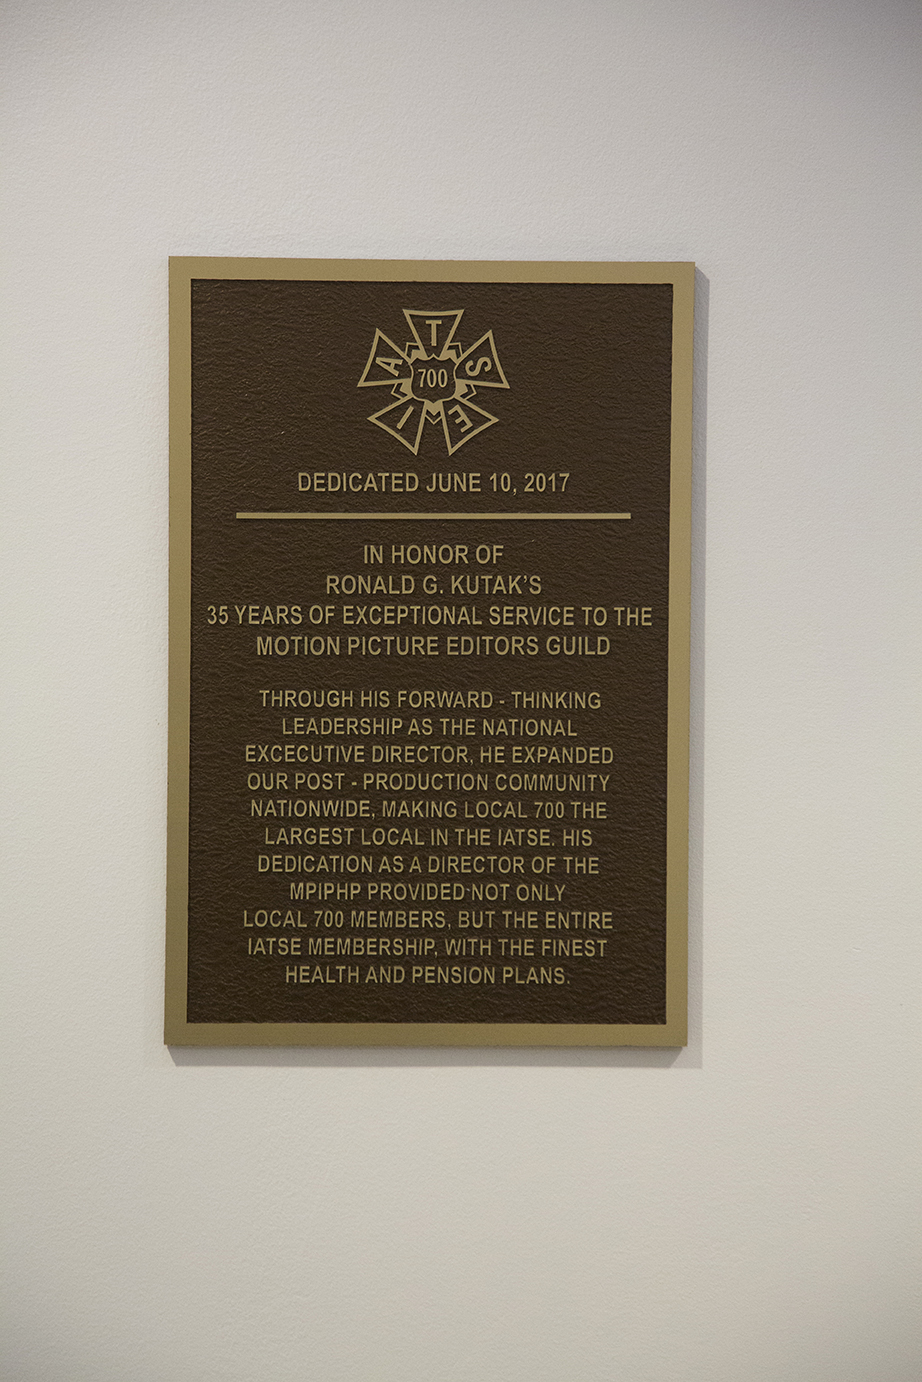 I A T S E
700
DEDICATED JUNE 10, 2017
IN HONOR OF
RONALD G. KUTAK'S
35 YEARS OF EXCEPTIONAL SERVICE TO THE
MOTION PICTURE EDITORS GUILD
THROUGH HIS FORWARD - THINKING
LEADERSHIP AS THE NATIONAL
EXCECUTIVE DIRECTOR, HE EXPANDED
OUR POST - PRODUCTION COMMUNITY
NATIONWIDE, MAKING LOCAL 700 THE
LARGEST LOCAL IN THE IATSE. HIS
DEDICATION AS A DIRECTOR OF THE
MPIPHP PROVIDED NOT ONLY
LOCAL 700 MEMBERS, BUT THE ENTIRE
IATSE MEMBERSHIP, WITH THE FINEST
HEALTH AND PENSION PLANS.